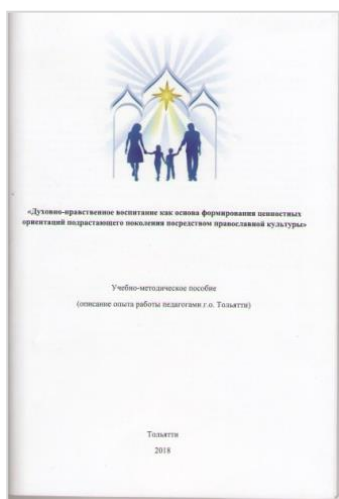 «Духовно-нравственное воспитание как основа формирования ценностных
ориентаций подрастающего поколения посредством православной культуры»
Учебно-методическое пособие
(описание опыта работы педагогами г.о. Тольятти)
Тольятти
2018